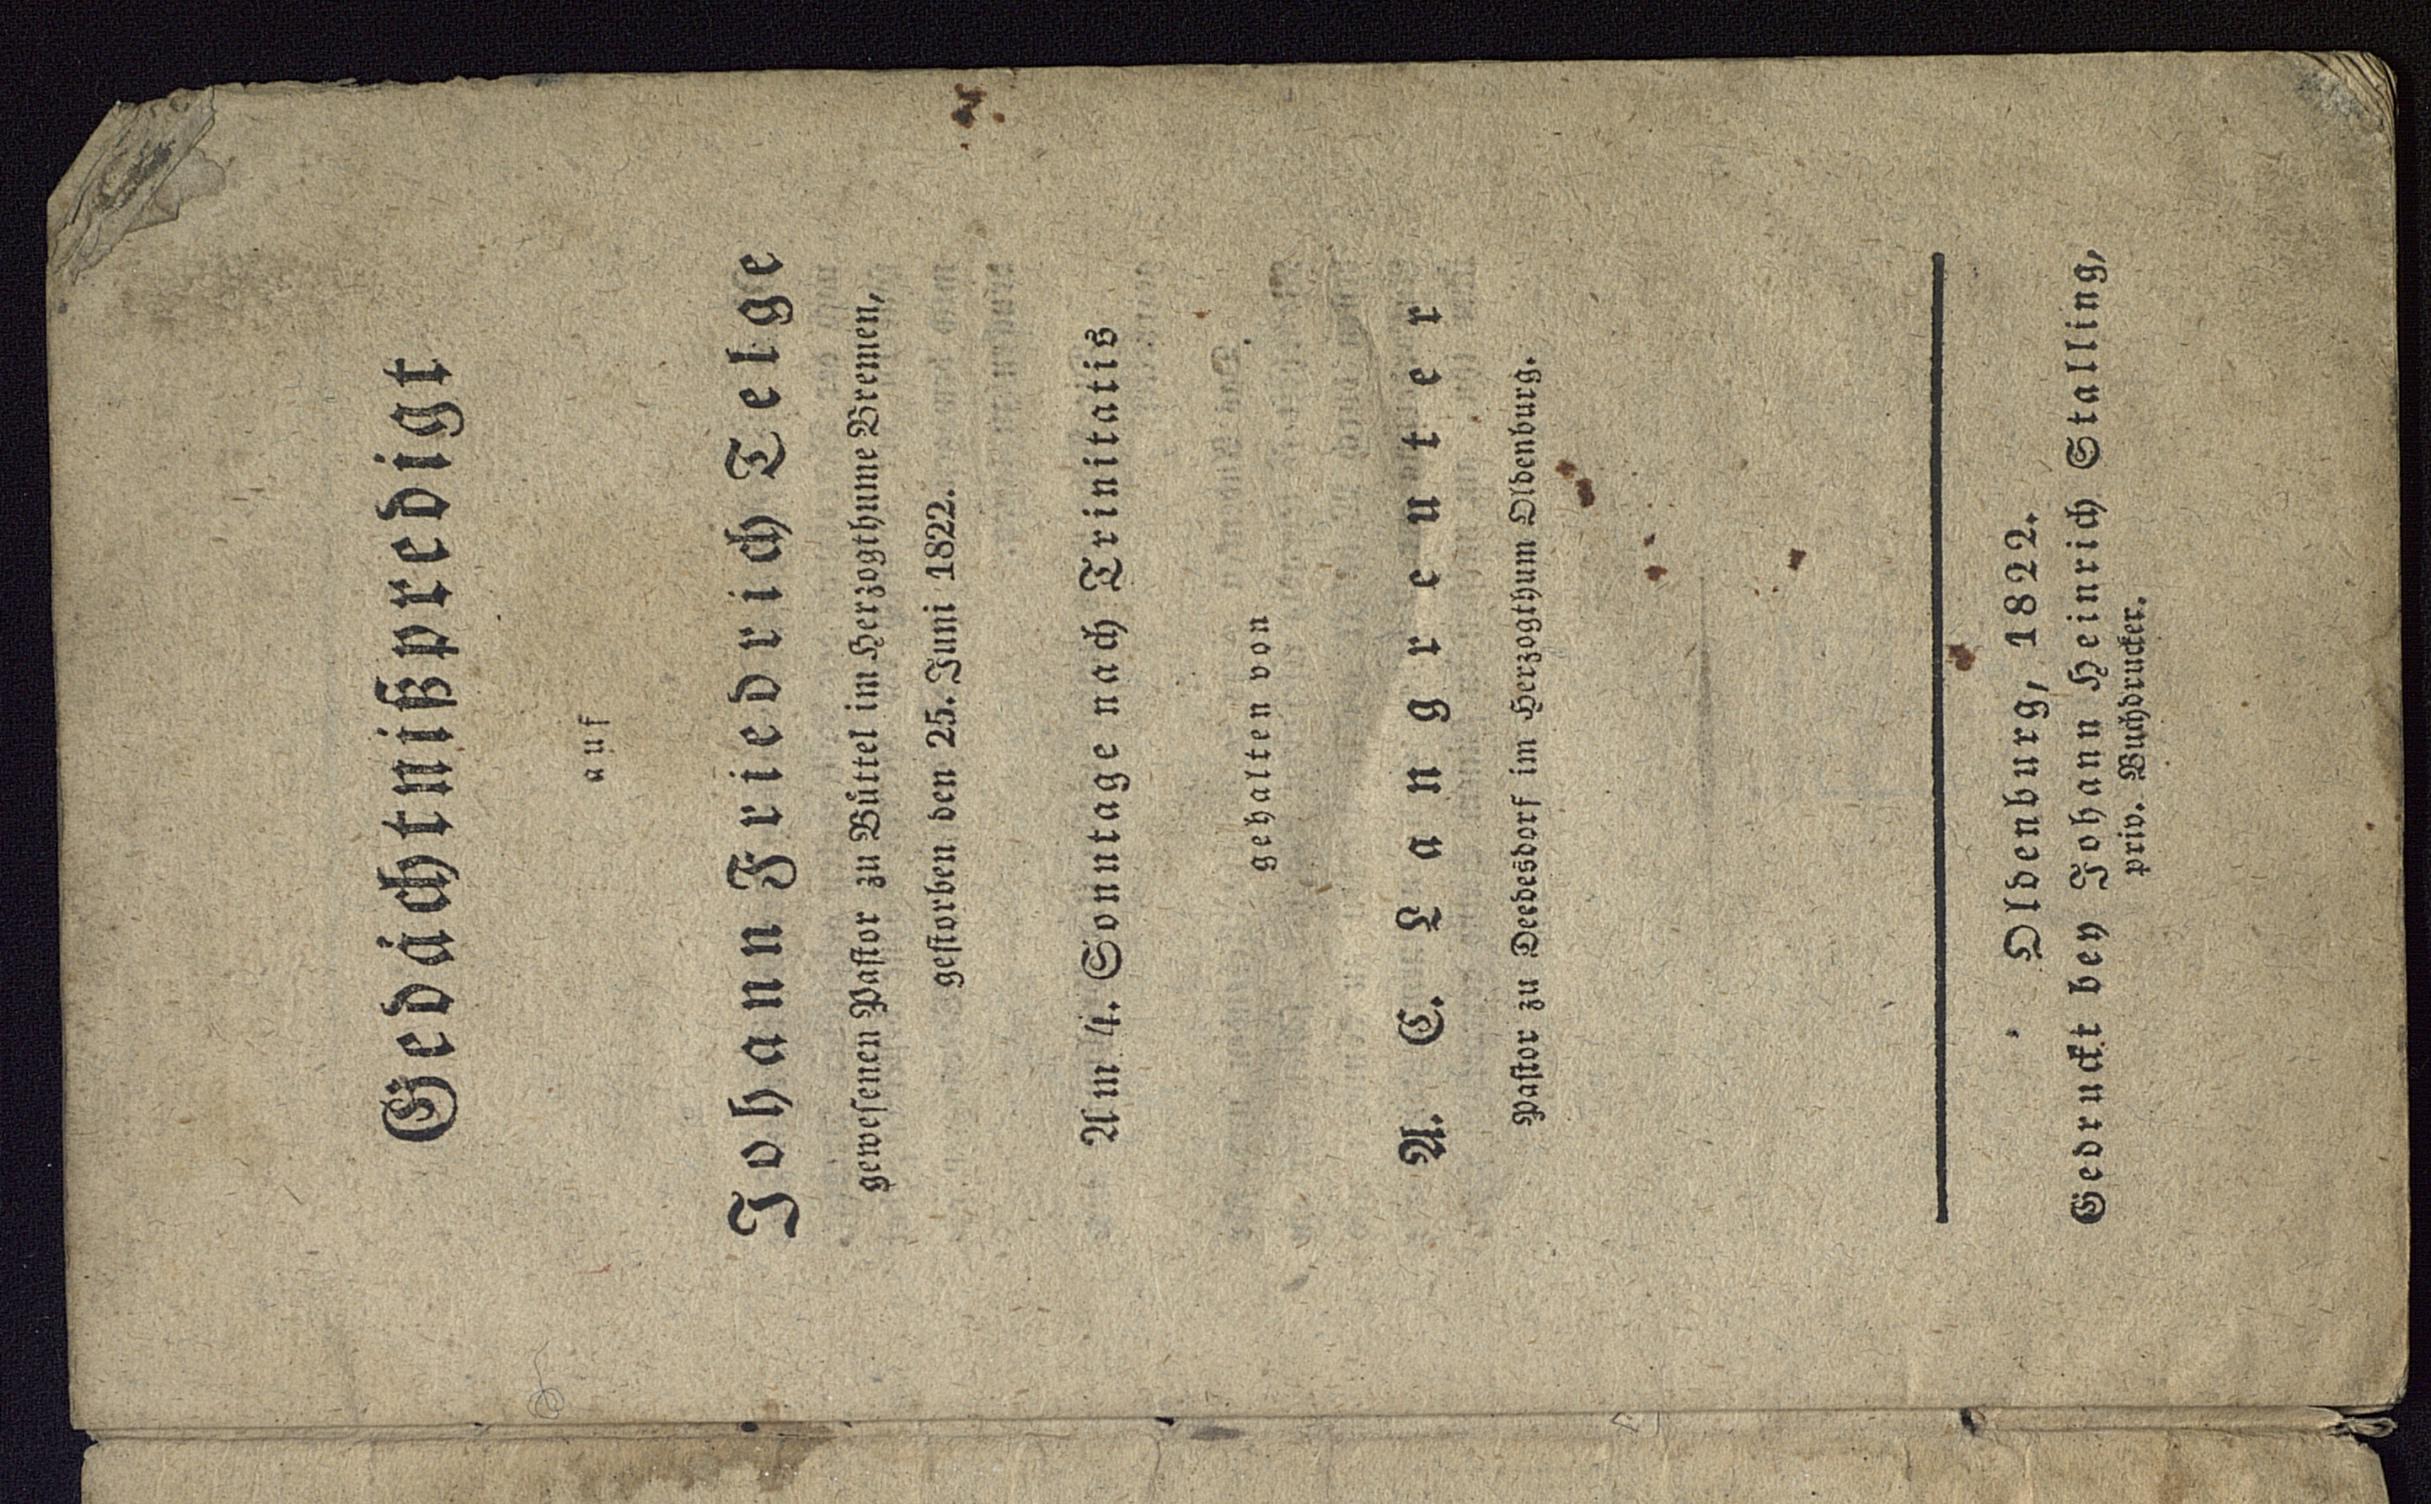 Gedächtnißpredigt
auf
Johann Friedrich Telge
gewesenen Pastor zu Büttel im Herzogthume Bremen,
gestorben den 25. Juni 1822.
Am 4. Sonntage nach Trinitatis
gehalten von
A. C. Langreuter
Pastor zu Deedesdorf im Herzogthum Oldenburg.
Oldenburg, 1822.
Gedruckt bey Johann Heinrich Stalling,
priv. Buchdrucker.